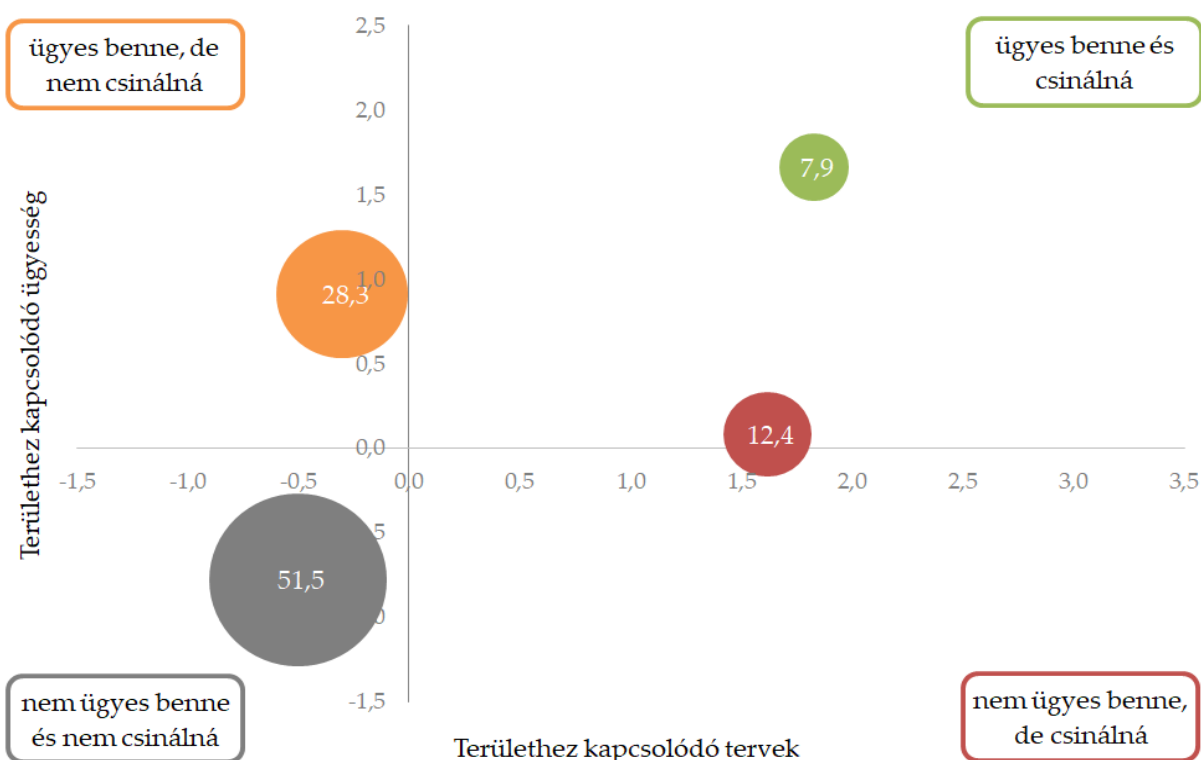 ügyes benne, de
nem csinálná
ügyes benne és
csinálná
Területhez kapcsolódó ügyesség
2,5
2,0
1,5
1,0
0,5
0,0
-1,5
7,9
28,3
12,4
51,5
-1,5
-1,0
-0,5
0,0
0,5
1,0
1,5
2,0
2,5
3,0
3,5
nem ügyes benne
és nem csinálná
Területhez kapcsolódó tervek
nem ügyes benne,
de csinálná